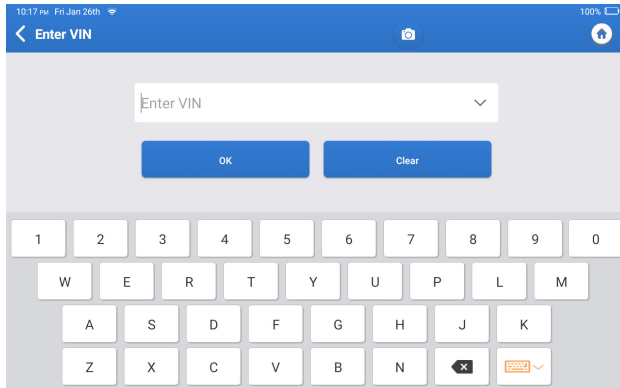 10:17 PM Fri Jan 26th 100%
Enter VIN
Enter VIN
OK Clear
1 2 3 4 5 6 7 8 9 0
W E R T Y U P L M
A S D F G H J K
Z X C V B N